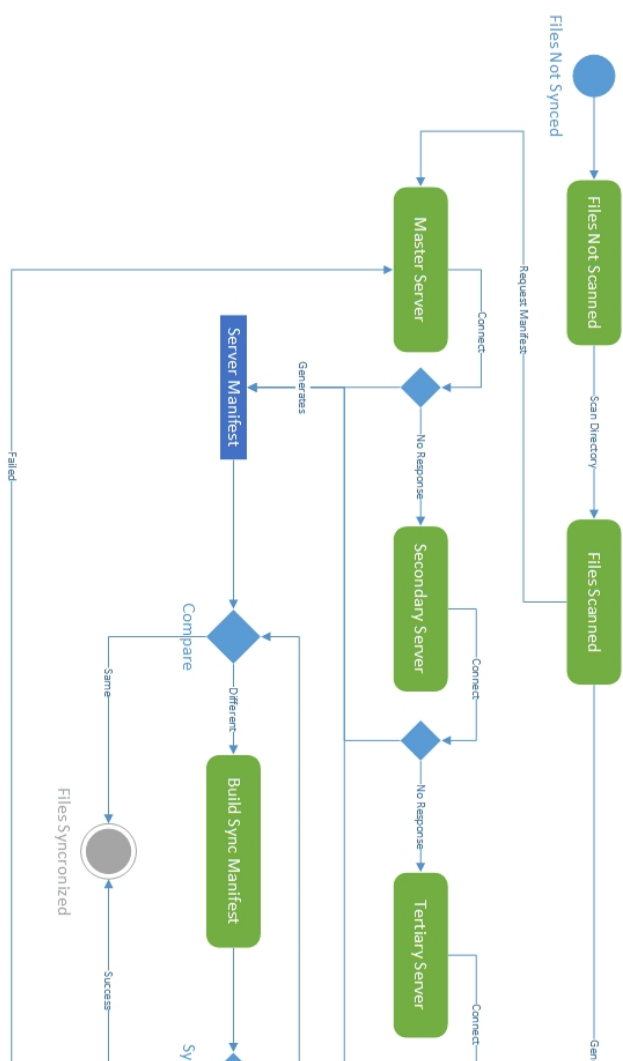 Files Not Synced
Files Not Scanned
Scan Directory
Files Scanned
Request Manifest
Master Server
Connect
No Response
Secondary Server
Connect
No Response
Tertiary Server
Connect
Generates
Server Manifest
Compare
Different
Build Sync Manifest
Same
Files Syncronized
Success
Failed
Gen
Sy